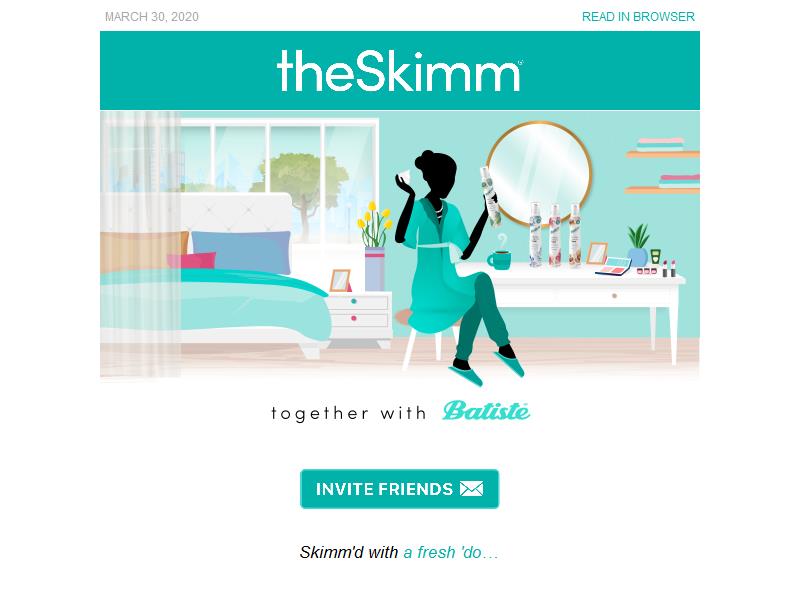 MARCH 30, 2020
READ IN BROWSER
theSkimm
together with Batiste
INVITE FRIENDS
Skimm'd with a fresh 'do…